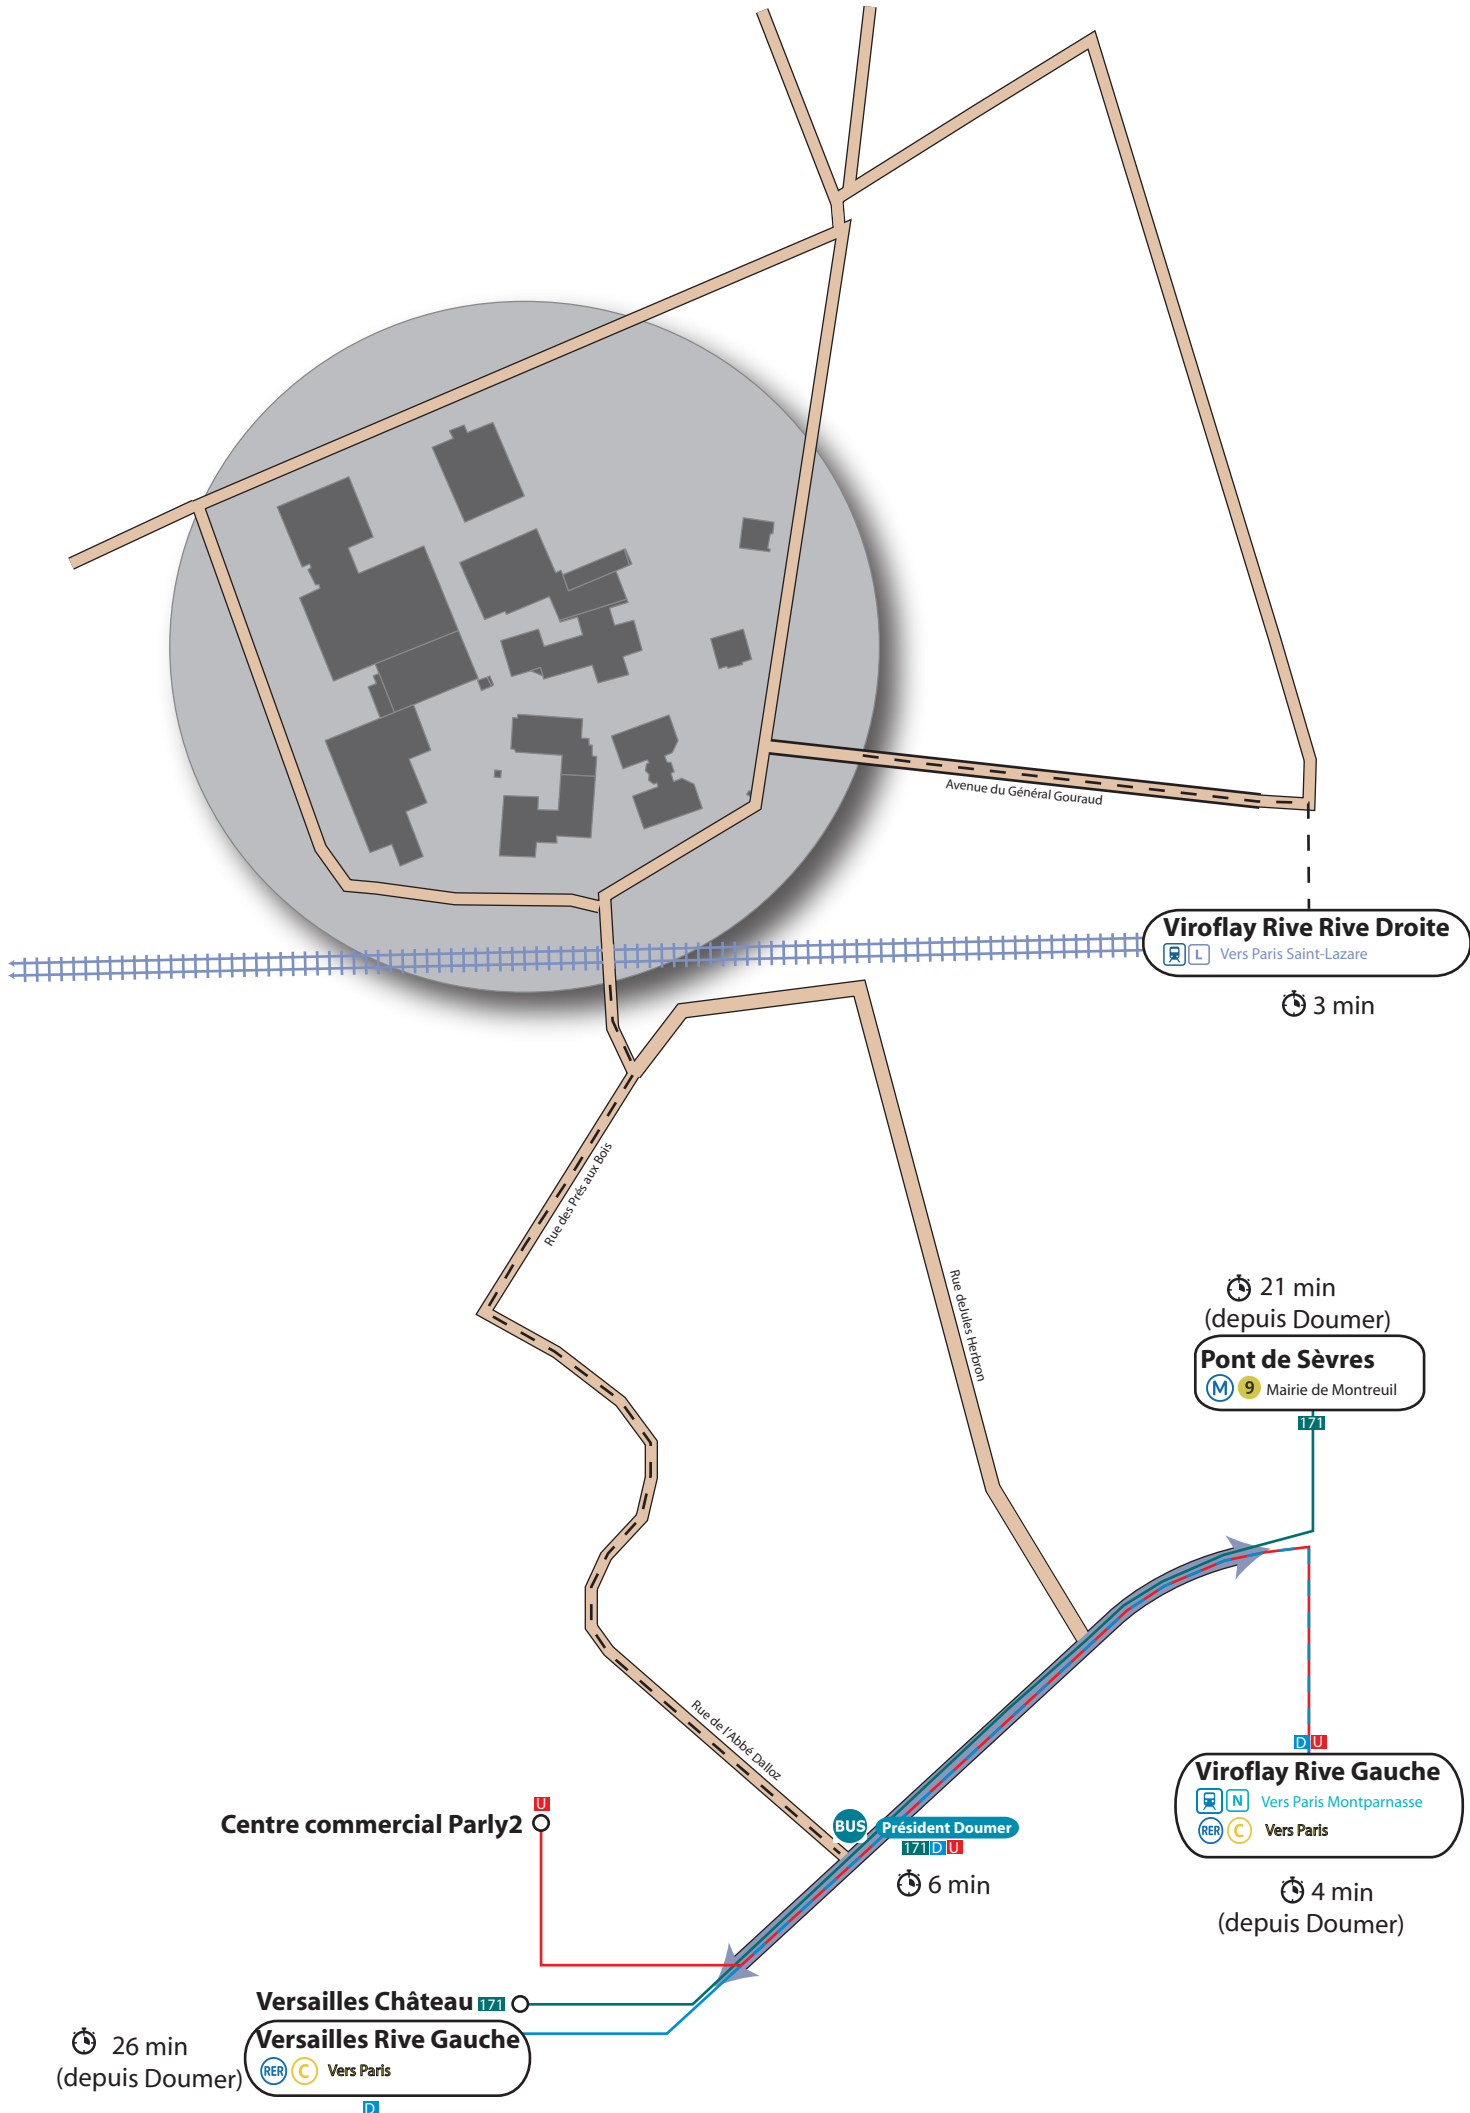 Avenue du Général Gouraud
Viroflay Rive Rive Droite
L Vers Paris Saint-Lazare
3 min
Rue des Prés aux Bois
Rue deJules Herbron
21 min
(depuis Doumer)
Pont de Sèvres
M 9 Mairie de Montreuil
171
Rue de l'Abbé Dalloz
D U
Viroflay Rive Gauche
N Vers Paris Montparnasse
RER C Vers Paris
4 min
(depuis Doumer)
U
Centre commercial Parly2
BUS Président Doumer
171 D U
6 min
Versailles Château 171
Versailles Rive Gauche
RER C Vers Paris
26 min
(depuis Doumer)
D